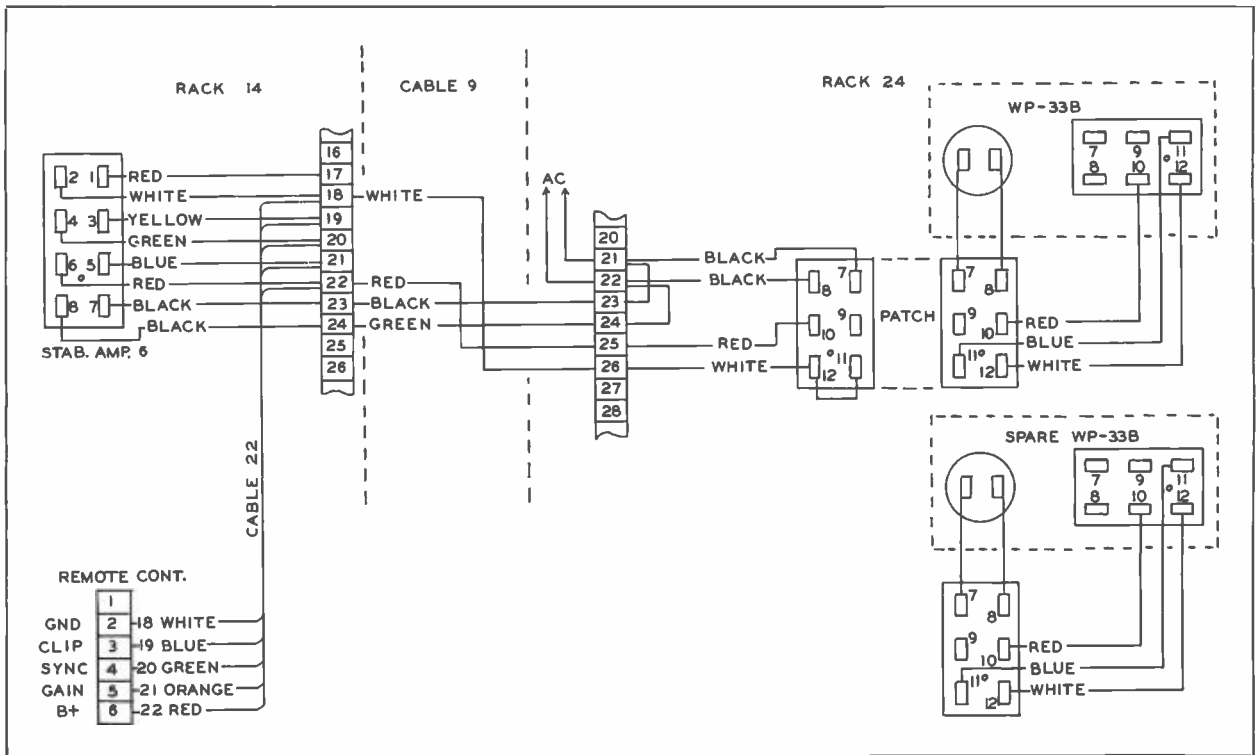 RACK 14
CABLE 9
RACK 24
WP-33B
7
8
9
10
11
12
16
17
18
19
20
21
22
23
24
25
26
2 1 RED
WHITE
4 3 YELLOW
GREEN
6 5 BLUE
RED
8 7 BLACK
BLACK
STAB. AMP. 6
WHITE
RED
BLACK
GREEN
AC
20
21
22
23
24
25
26
27
28
BLACK
BLACK
RED
WHITE
7
8
9
10
11
12
PATCH
7
8
9
10
11
12
RED
BLUE
WHITE
SPARE WP-33B
7
8
9
10
11
12
7
8
9
10
11
12
RED
BLUE
WHITE
CABLE 22
REMOTE CONT.
1
GND 2 18 WHITE
CLIP 3 19 BLUE
SYNC 4 20 GREEN
GAIN 5 21 ORANGE
B+ 6 22 RED